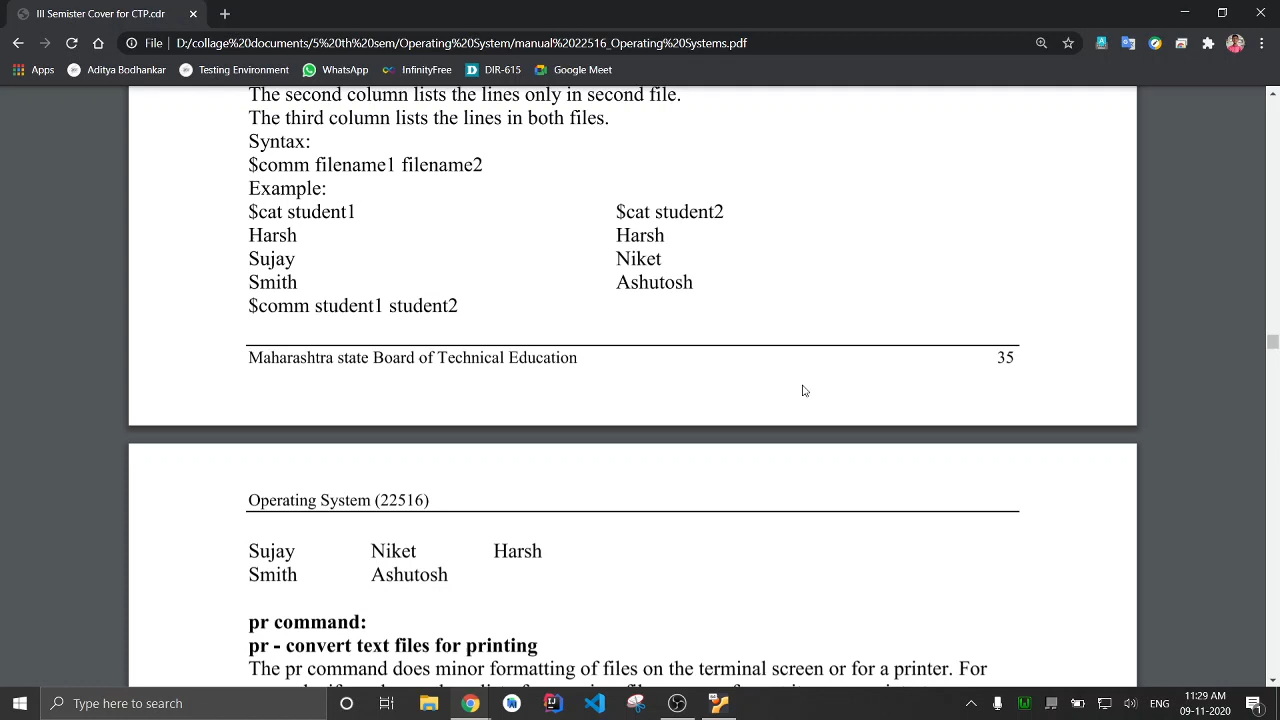 III Semister Cover for CTP.cdr
File | D:/collage%20documents/5%20th%20sem/Operating%20System/manual%2022516_Operating%20Systems.pdf
Apps Aditya Bodhankar Testing Environment WhatsApp InfinityFree DIR-615 Google Meet
The second column lists the lines only in second file.
The third column lists the lines in both files.
Syntax:
$comm filename1 filename2
Example:
$cat student1 $cat student2
Harsh Harsh
Sujay Niket
Smith Ashutosh
$comm student1 student2
Maharashtra state Board of Technical Education 35
Operating System (22516)
Sujay Niket Harsh
Smith Ashutosh
pr command:
pr - convert text files for printing
The pr command does minor formatting of files on the terminal screen or for a printer. For
Type here to search
ENG
11:29 AM
09-11-2020